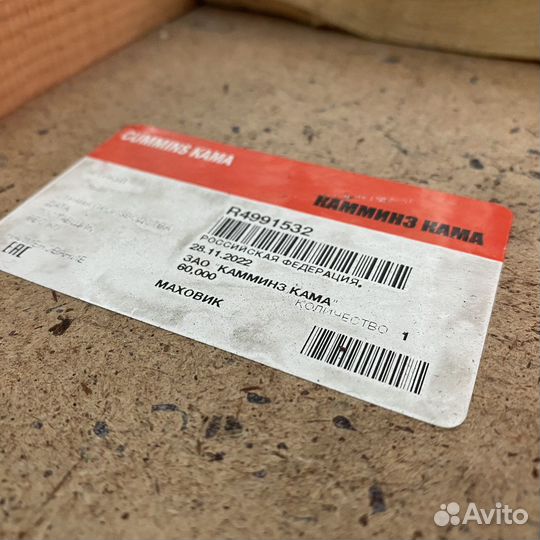 CUMMINS KAMA
КАММИНЗ КАМА
R4991532
РОССИЙСКАЯ ФЕДЕРАЦИЯ.
28.11.2022
ЗАО "КАММИНЗ КАМА"
60.000
КОЛИЧЕСТВО 1
МАХОВИК
Н
ЕАС
Avito